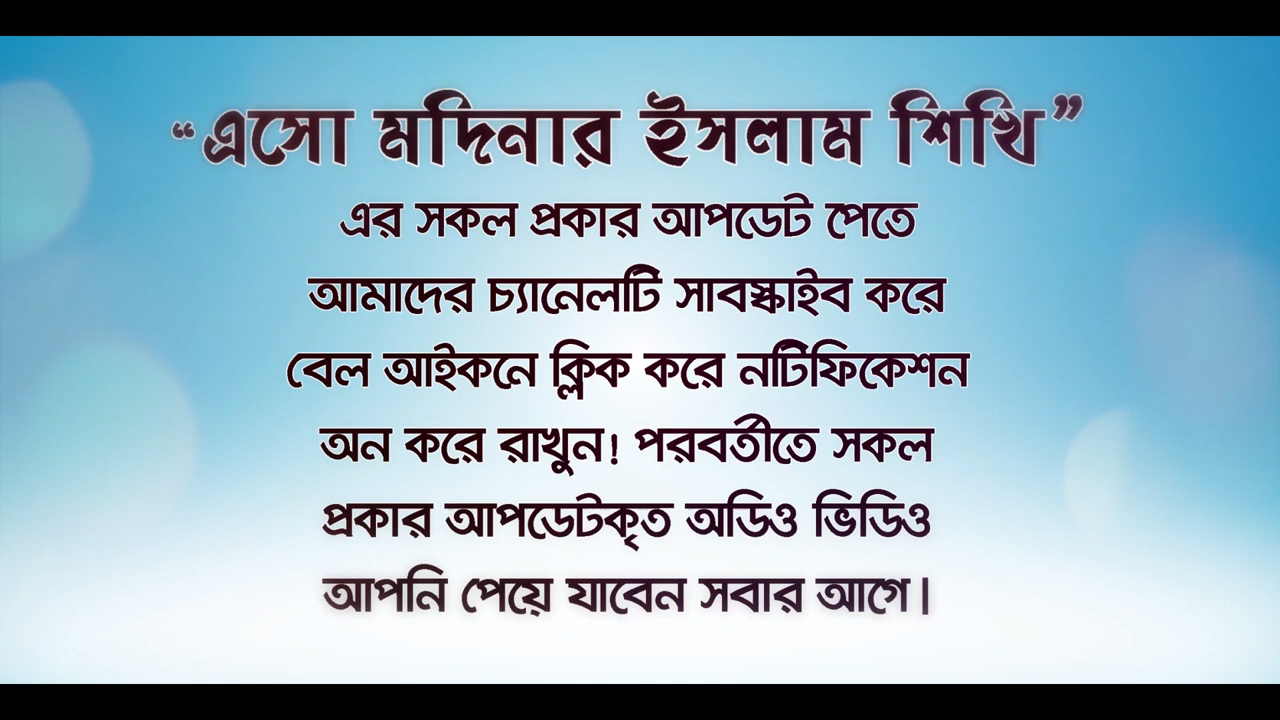 “এসো মদিনার ইসলাম শিখি”
এর সকল প্রকার আপডেট পেতে
আমাদের চ্যানেলটি সাবস্ক্রাইব করে
বেল আইকনে ক্লিক করে নটিফিকেশন
অন করে রাখুন! পরবর্তীতে সকল
প্রকার আপডেটকৃত অডিও ভিডিও
আপনি পেয়ে যাবেন সবার আগে।